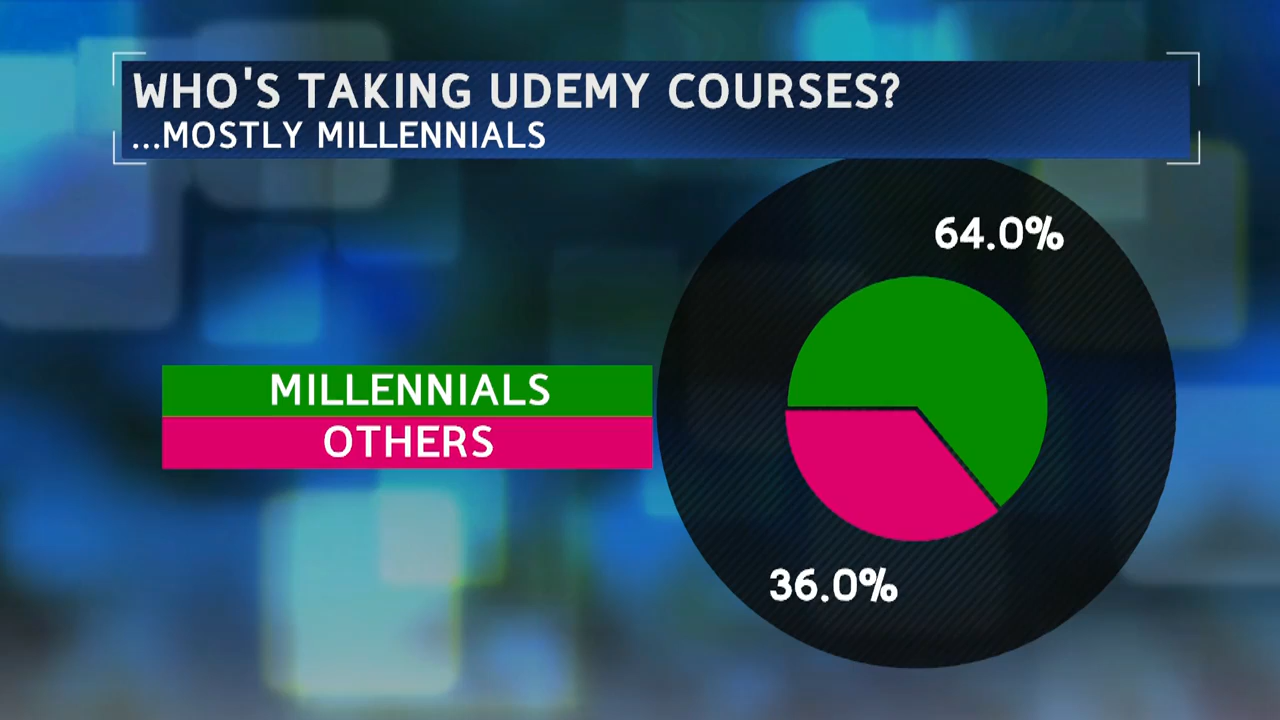 WHO'S TAKING UDEMY COURSES?
...MOSTLY MILLENNIALS
64.0%
MILLENNIALS
OTHERS
36.0%